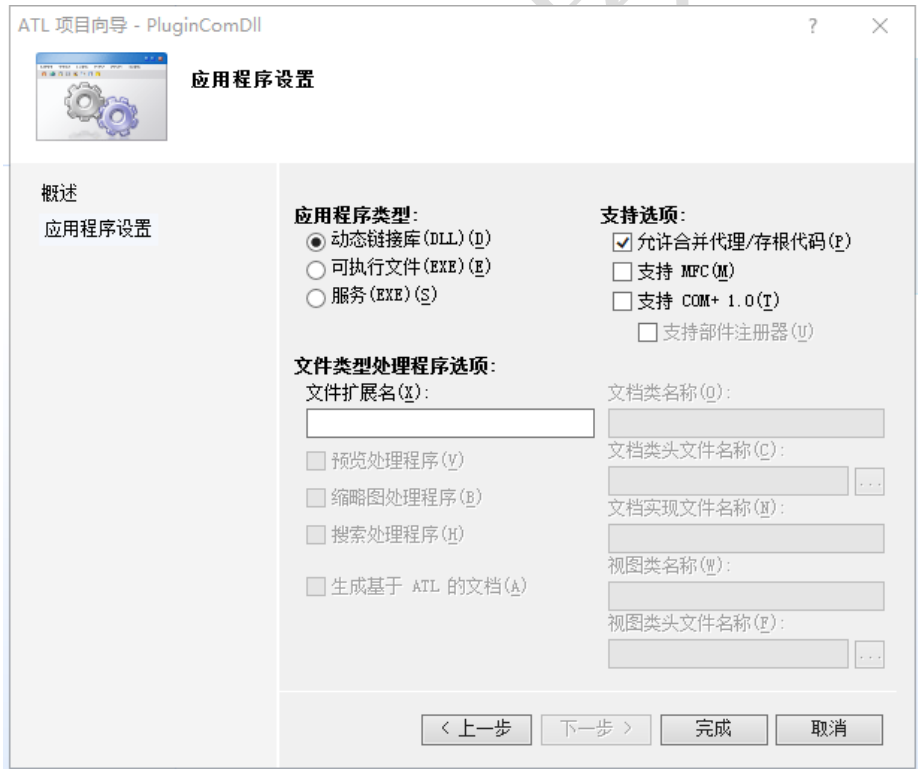 ATL 项目向导 - PluginComDll
?
应用程序设置
概述
应用程序设置
应用程序类型:
动态链接库(DLL)(D)
可执行文件(EXE)(E)
服务(EXE)(S)
支持选项:
允许合并代理/存根代码(P)
支持 MFC(M)
支持 COM+ 1.0(T)
支持部件注册器(U)
文件类型处理程序选项:
文件扩展名(X):
预览处理程序(V)
缩略图处理程序(B)
搜索处理程序(H)
生成基于 ATL 的文档(A)
文档类名称(O):
文档类头文件名称(C):
...
文档实现文件名称(N):
视图类名称(W):
视图类头文件名称(F):
...
< 上一步
下一步 >
完成
取消